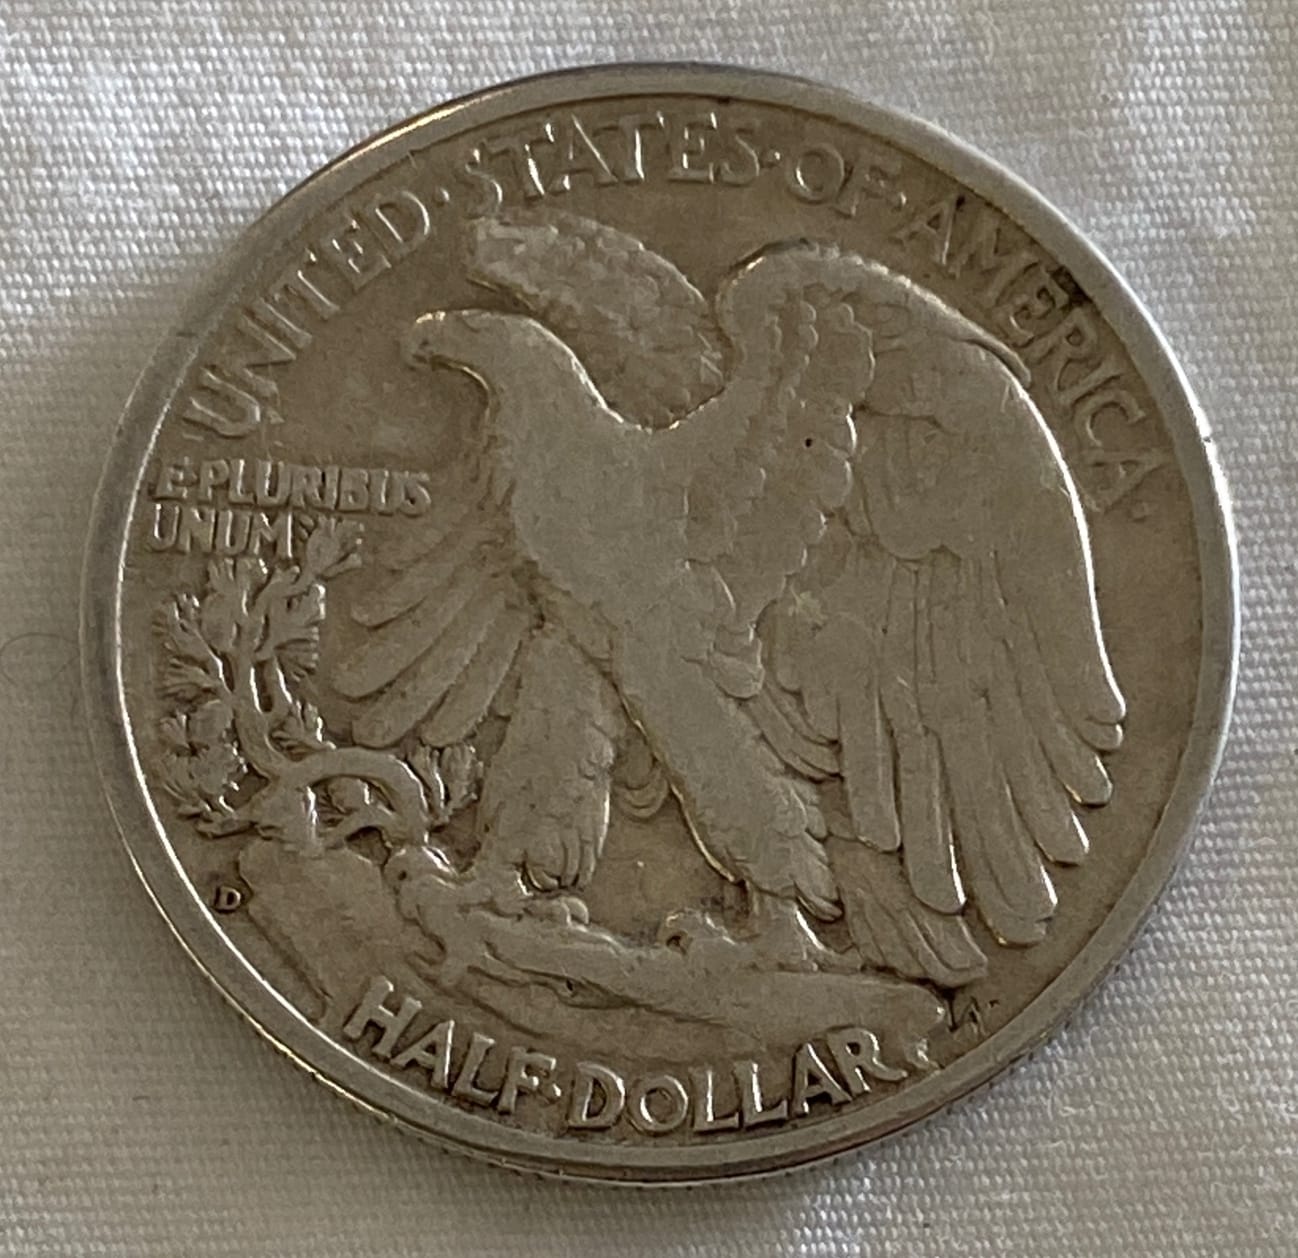 UNITED·STATES·OF·AMERICA·
E·PLURIBUS
UNUM
D
HALF·DOLLAR